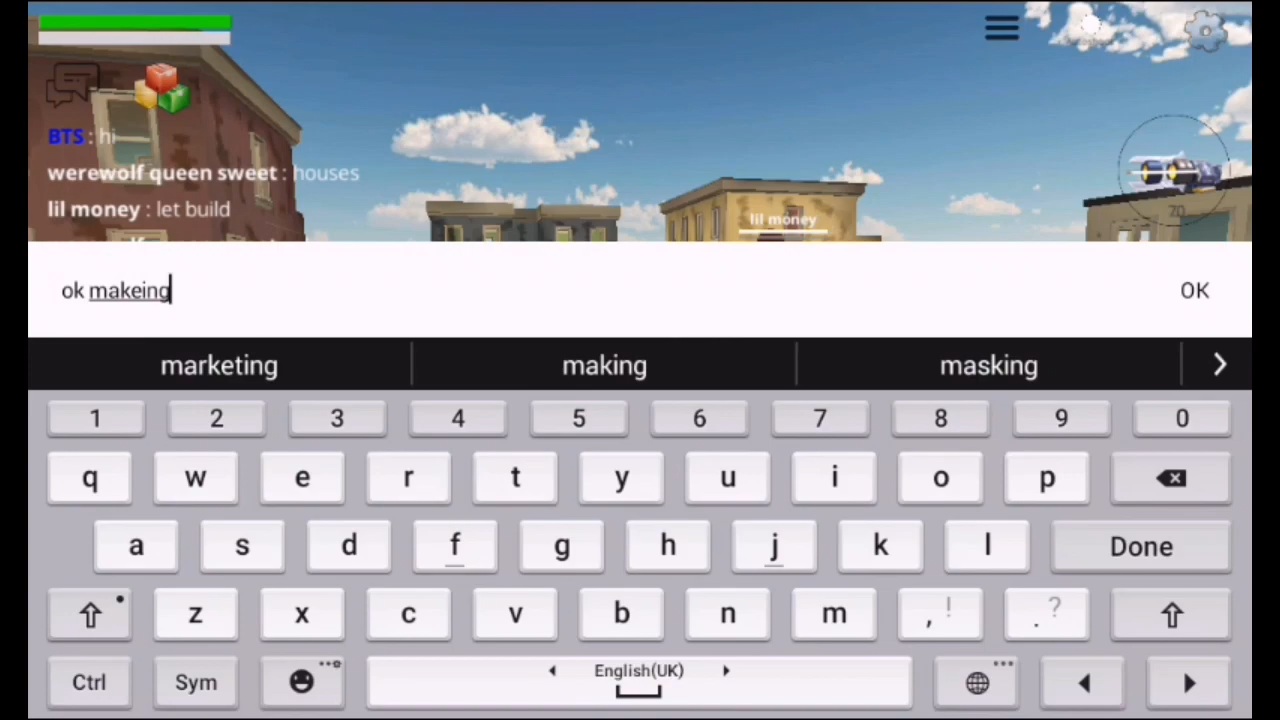 BTS : hi
werewolf queen sweet : houses
lil money : let build
lil money
ok makeing
OK
marketing making masking
1 2 3 4 5 6 7 8 9 0
q w e r t y u i o p
a s d f g h j k l Done
z x c v b n m , ! . ?
Ctrl Sym English(UK)